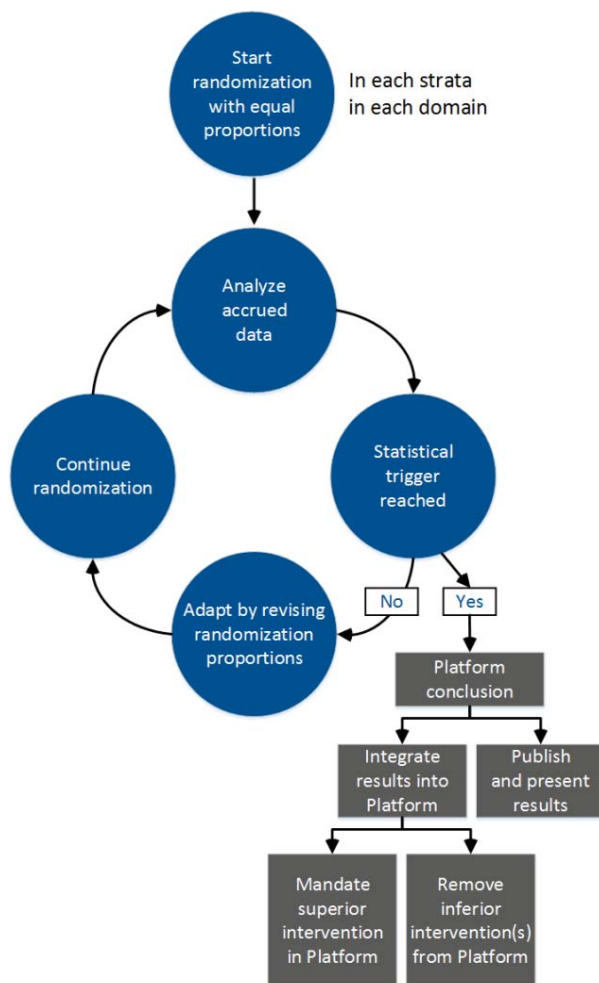 Start
randomization
with equal
proportions
In each strata
in each domain
Analyze
accrued
data
Continue
randomization
Statistical
trigger
reached
Adapt by revising
randomization
proportions
No
Yes
Platform
conclusion
Integrate
results into
Platform
Publish
and present
results
Mandate
superior
intervention
in Platform
Remove
inferior
intervention(s)
from Platform